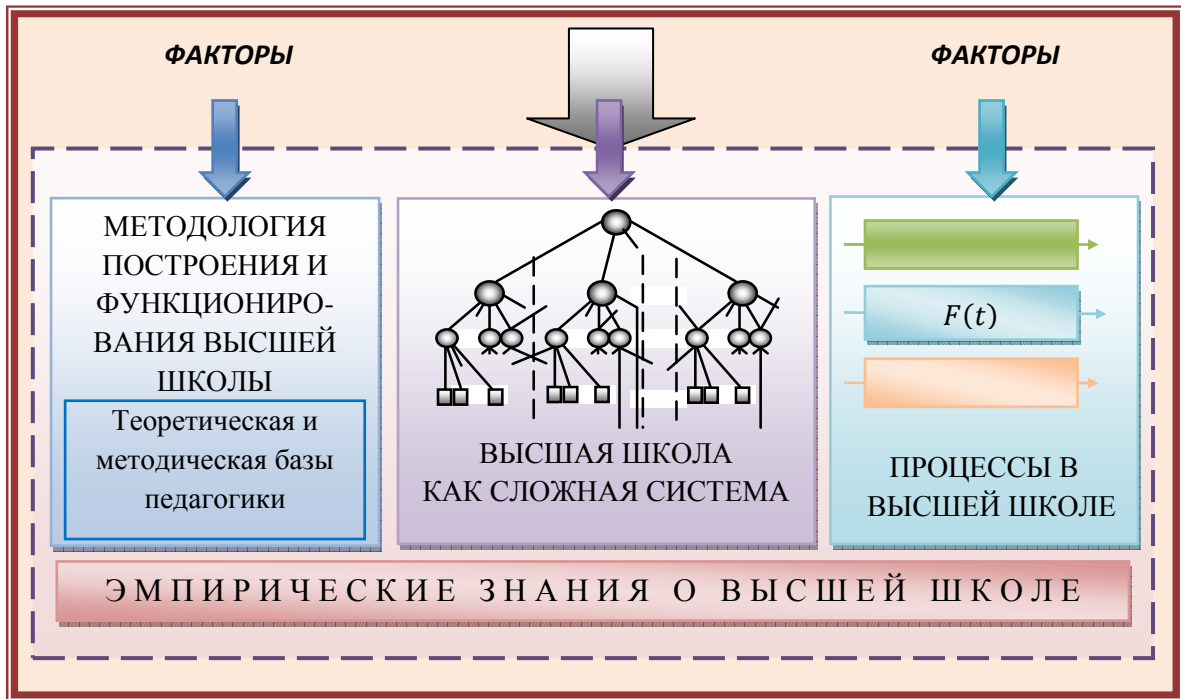 ФАКТОРЫ
ФАКТОРЫ
МЕТОДОЛОГИЯ
ПОСТРОЕНИЯ И
ФУНКЦИОНИРО-
ВАНИЯ ВЫСШЕЙ
ШКОЛЫ
Теоретическая и
методическая базы
педагогики
ВЫСШАЯ ШКОЛА
КАК СЛОЖНАЯ СИСТЕМА
F(t)
ПРОЦЕССЫ В
ВЫСШЕЙ ШКОЛЕ
ЭМПИРИЧЕСКИЕ ЗНАНИЯ О ВЫСШЕЙ ШКОЛЕ